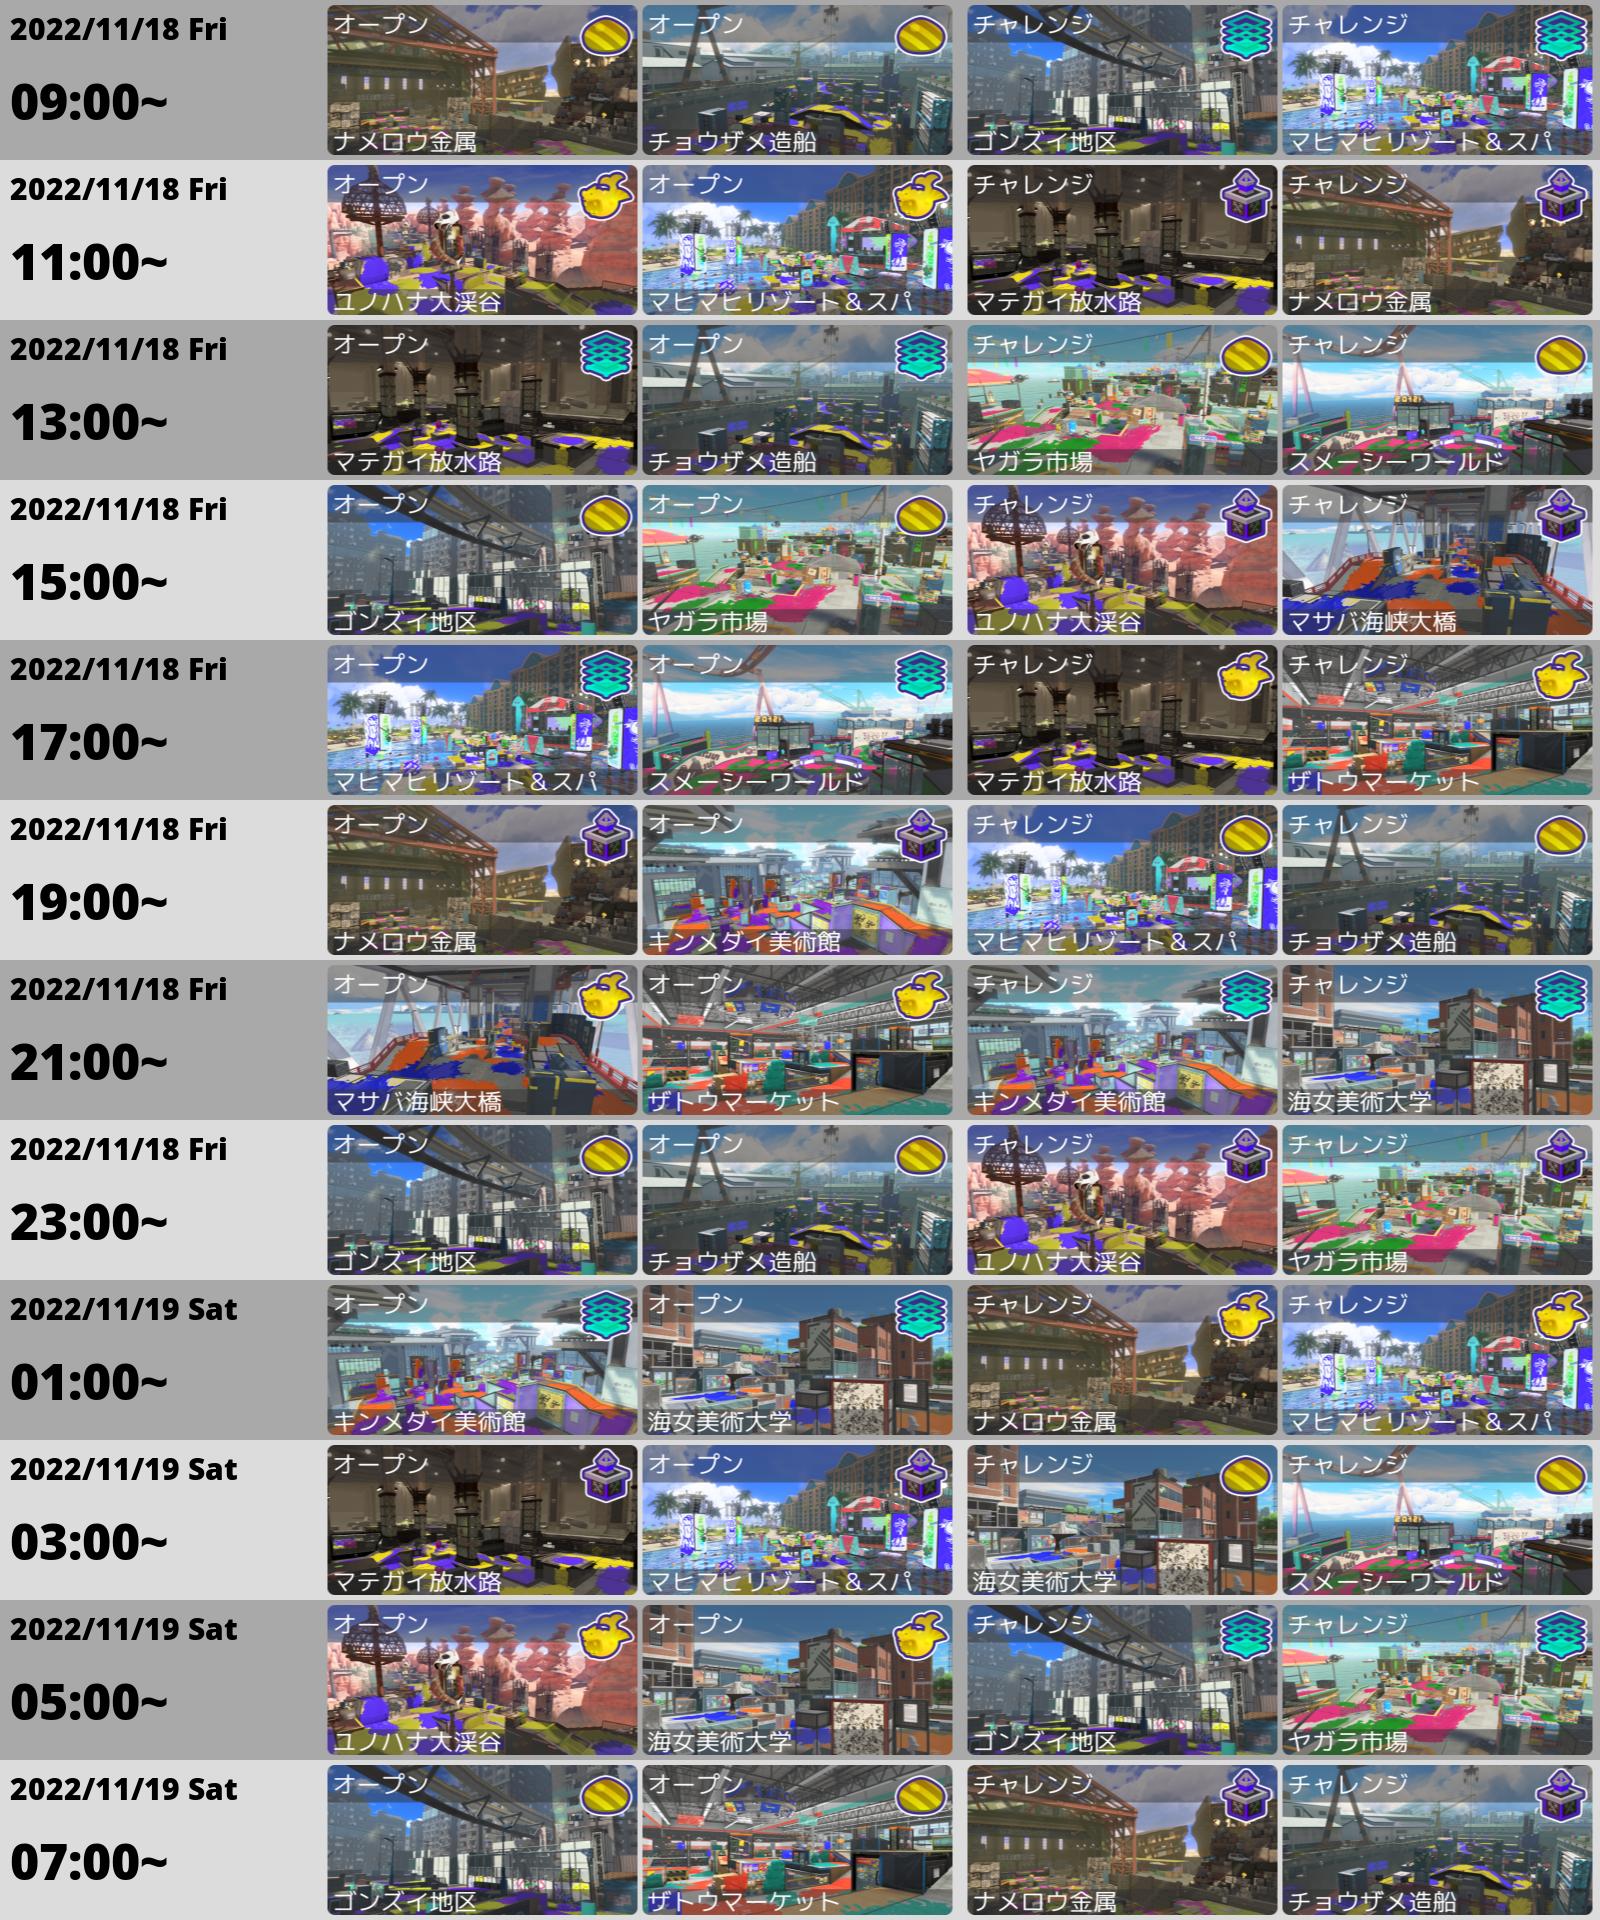 2022/11/18 Fri
09:00~
オープン
ナメロウ金属
オープン
チョウザメ造船
チャレンジ
ゴンズイ地区
チャレンジ
マヒマヒリゾート＆スパ
2022/11/18 Fri
11:00~
オープン
ユノハナ大渓谷
オープン
マヒマヒリゾート＆スパ
チャレンジ
マテガイ放水路
チャレンジ
ナメロウ金属
2022/11/18 Fri
13:00~
オープン
マテガイ放水路
オープン
チョウザメ造船
チャレンジ
ヤガラ市場
チャレンジ
スメーシーワールド
2022/11/18 Fri
15:00~
オープン
ゴンズイ地区
オープン
ヤガラ市場
チャレンジ
ユノハナ大渓谷
チャレンジ
マサバ海峡大橋
2022/11/18 Fri
17:00~
オープン
マヒマヒリゾート＆スパ
オープン
スメーシーワールド
チャレンジ
マテガイ放水路
チャレンジ
ザトウマーケット
2022/11/18 Fri
19:00~
オープン
ナメロウ金属
オープン
キンメダイ美術館
チャレンジ
マヒマヒリゾート＆スパ
チャレンジ
チョウザメ造船
2022/11/18 Fri
21:00~
オープン
マサバ海峡大橋
オープン
ザトウマーケット
チャレンジ
キンメダイ美術館
チャレンジ
海女美術大学
2022/11/18 Fri
23:00~
オープン
ゴンズイ地区
オープン
チョウザメ造船
チャレンジ
ユノハナ大渓谷
チャレンジ
ヤガラ市場
2022/11/19 Sat
01:00~
オープン
キンメダイ美術館
オープン
海女美術大学
チャレンジ
ナメロウ金属
チャレンジ
マヒマヒリゾート＆スパ
2022/11/19 Sat
03:00~
オープン
マテガイ放水路
オープン
マヒマヒリゾート＆スパ
チャレンジ
海女美術大学
チャレンジ
スメーシーワールド
2022/11/19 Sat
05:00~
オープン
ユノハナ大渓谷
オープン
海女美術大学
チャレンジ
ゴンズイ地区
チャレンジ
ヤガラ市場
2022/11/19 Sat
07:00~
オープン
ゴンズイ地区
オープン
ザトウマーケット
チャレンジ
ナメロウ金属
チャレンジ
チョウザメ造船